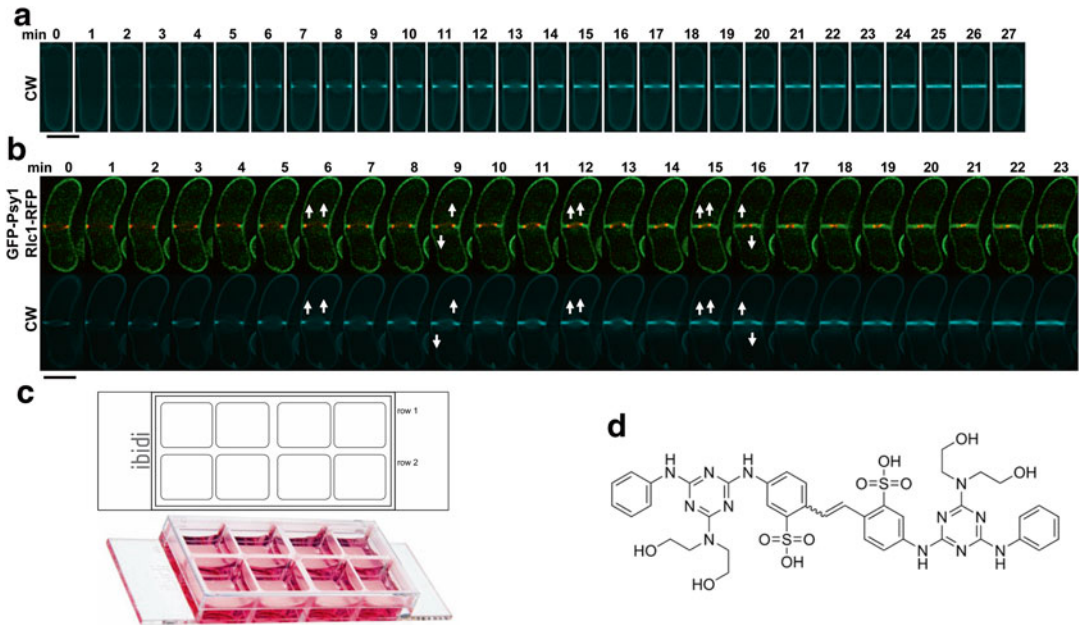 a
min 0 1 2 3 4 5 6 7 8 9 10 11 12 13 14 15 16 17 18 19 20 21 22 23 24 25 26 27
CW
b
min 0 1 2 3 4 5 6 7 8 9 10 11 12 13 14 15 16 17 18 19 20 21 22 23
GFP-Psy1
Rlc1-RFP
CW
c
ibidi
row 1
row 2
d
OH
OH
N
H
N
N
H
N
OH
O=S=O
N
N
N
N
N
N
HO
N
O=S=O
OH
N
H
N
N
H
HO